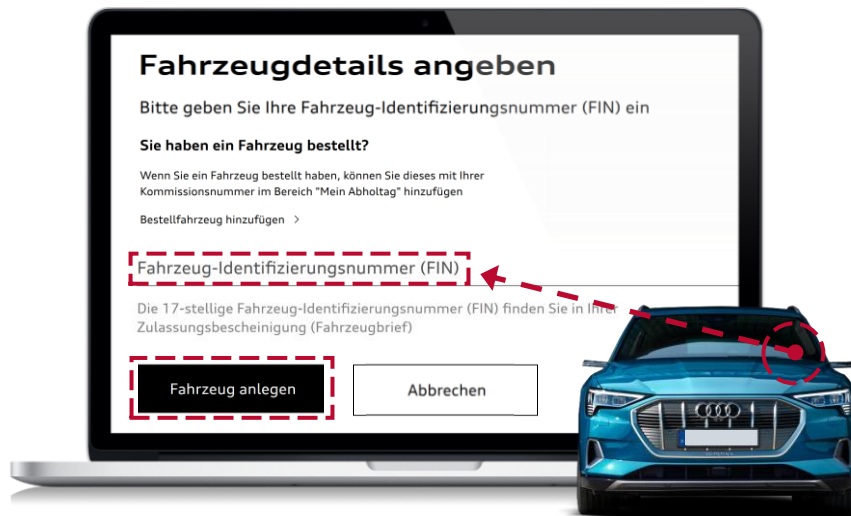 Fahrzeugdetails angeben
Bitte geben Sie Ihre Fahrzeug-Identifizierungsnummer (FIN) ein
Sie haben ein Fahrzeug bestellt?
Wenn Sie ein Fahrzeug bestellt haben, können Sie dieses mit Ihrer
Kommissionsnummer im Bereich "Mein Abholtag" hinzufügen
Bestellfahrzeug hinzufügen >
Fahrzeug-Identifizierungsnummer (FIN)
Die 17-stellige Fahrzeug-Identifizierungsnummer (FIN) finden Sie in Ihrer
Zulassungsbescheinigung (Fahrzeugbrief)
Fahrzeug anlegen
Abbrechen